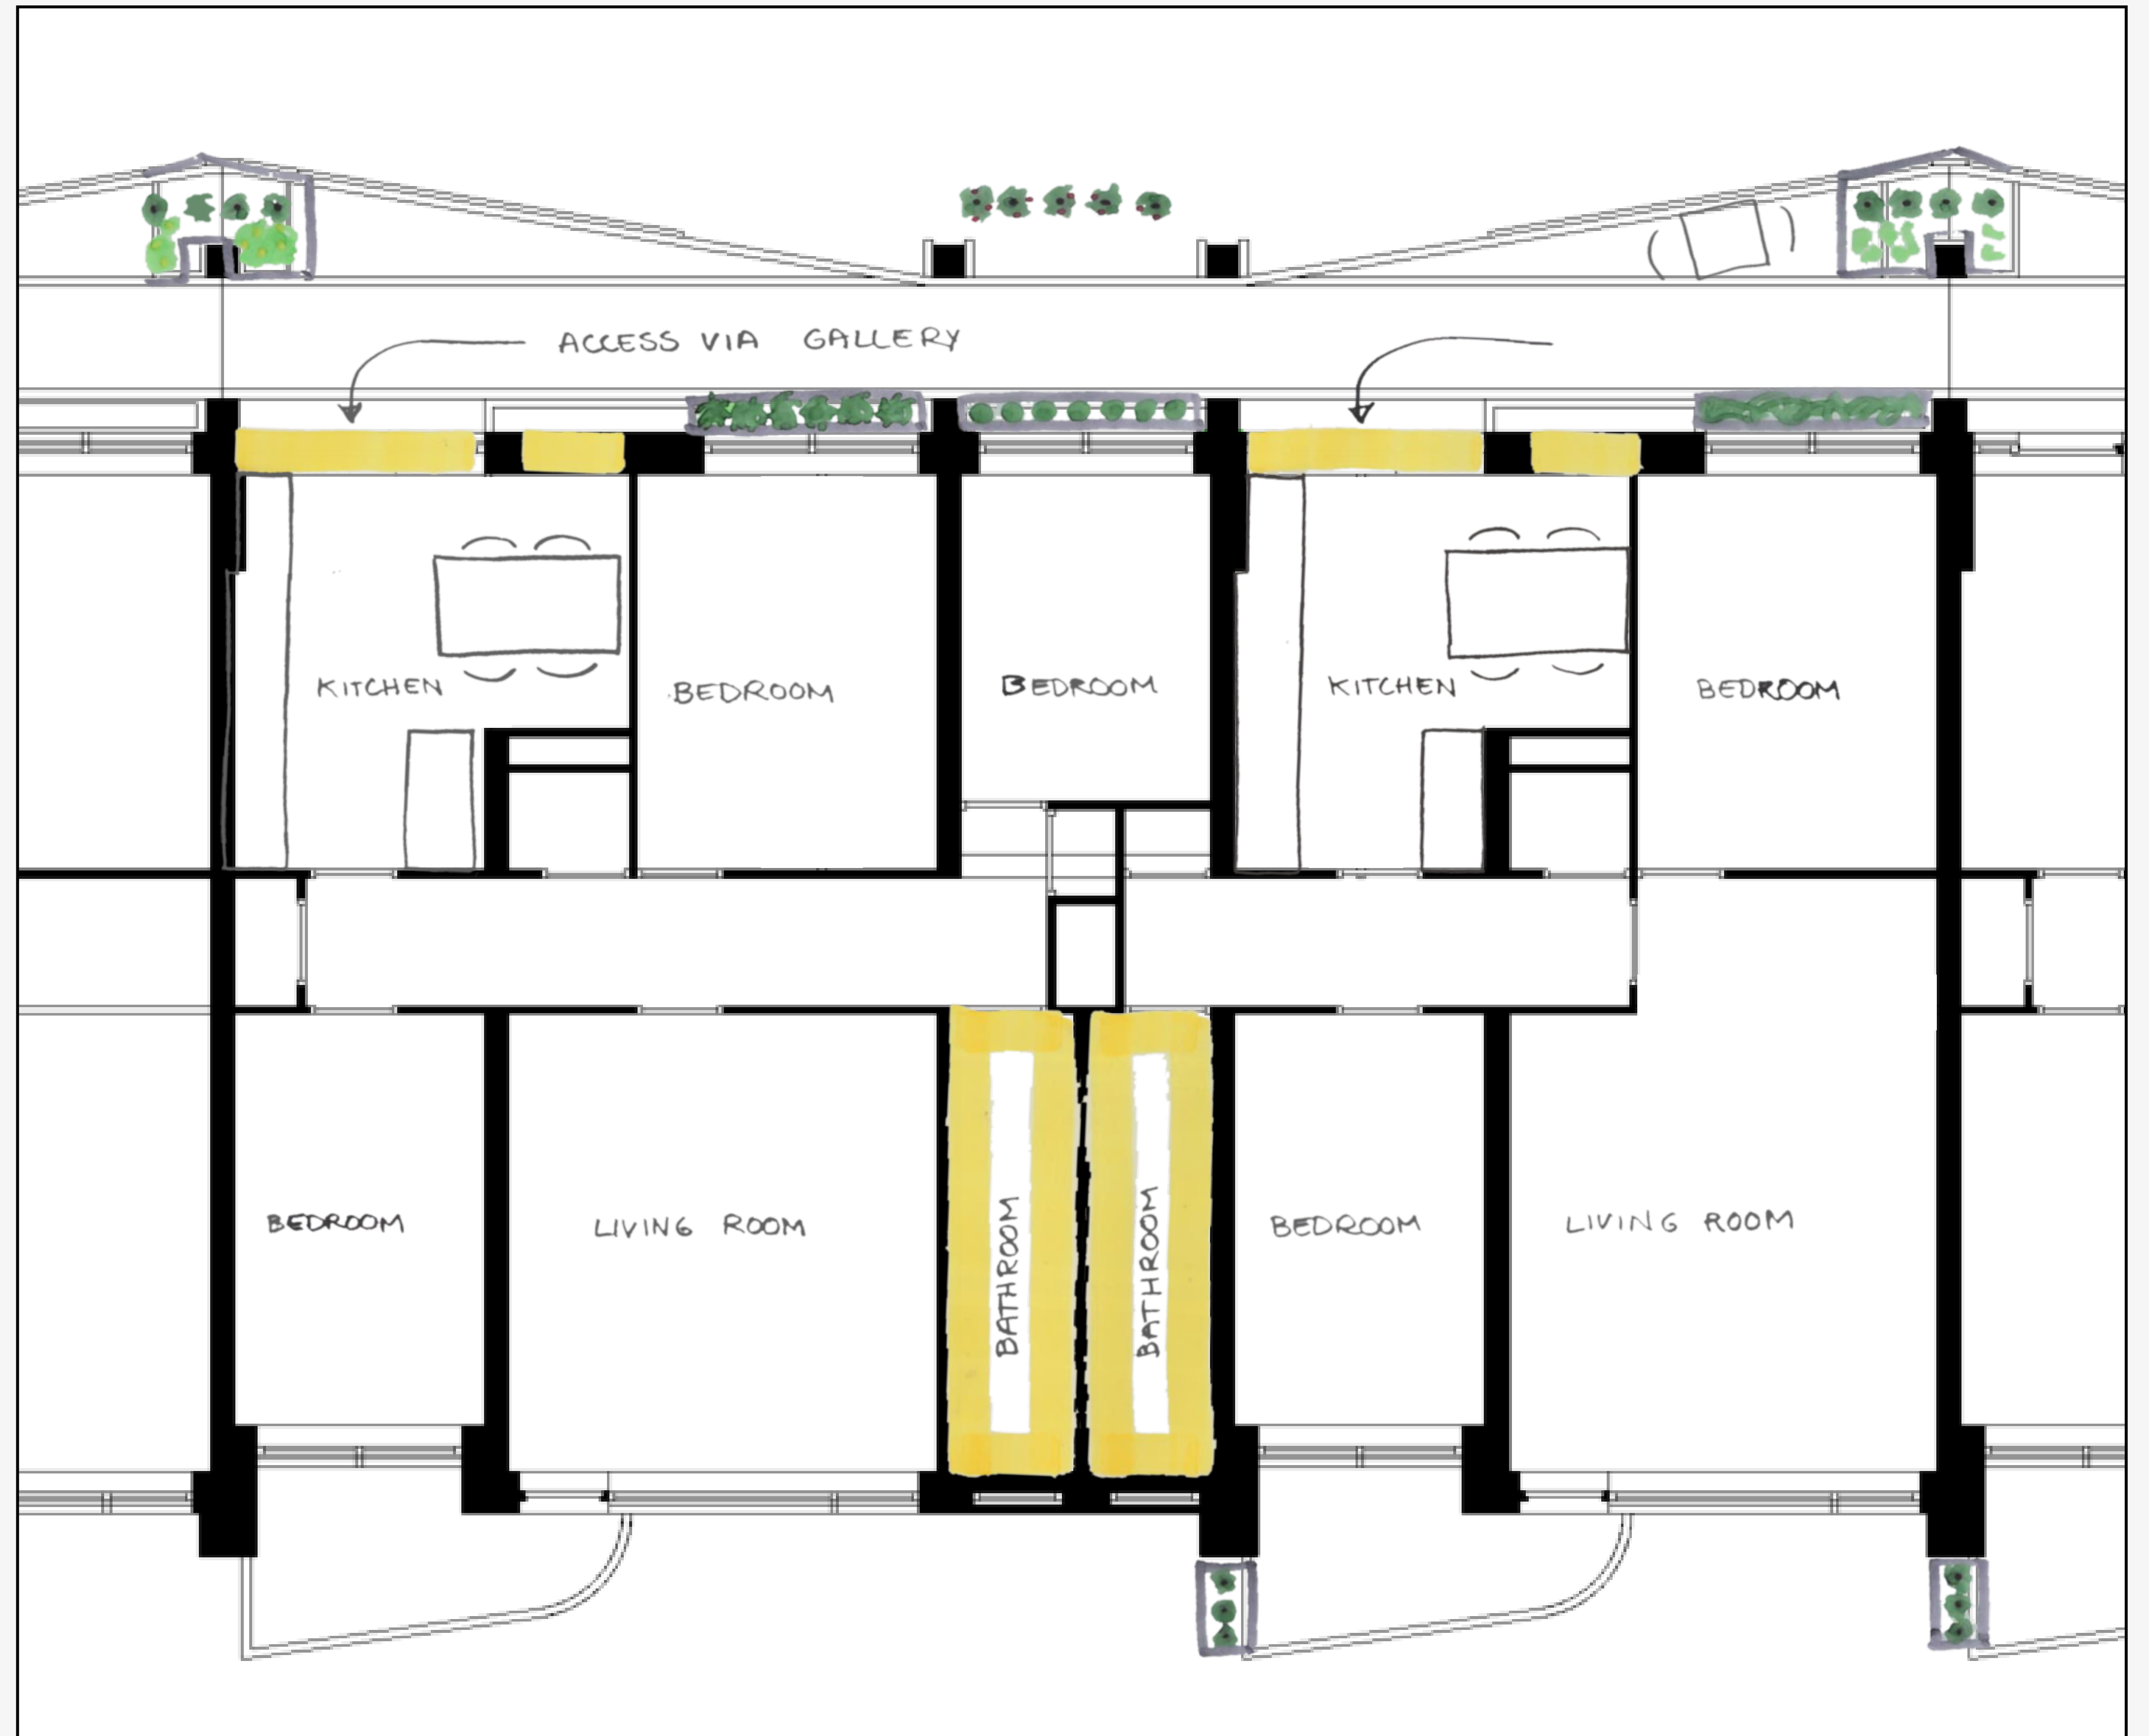 ACCESS VIA GALLERY
KITCHEN
BEDROOM
BEDROOM
KITCHEN
BEDROOM
BEDROOM
LIVING ROOM
BATHROOM
BATHROOM
BEDROOM
LIVING ROOM